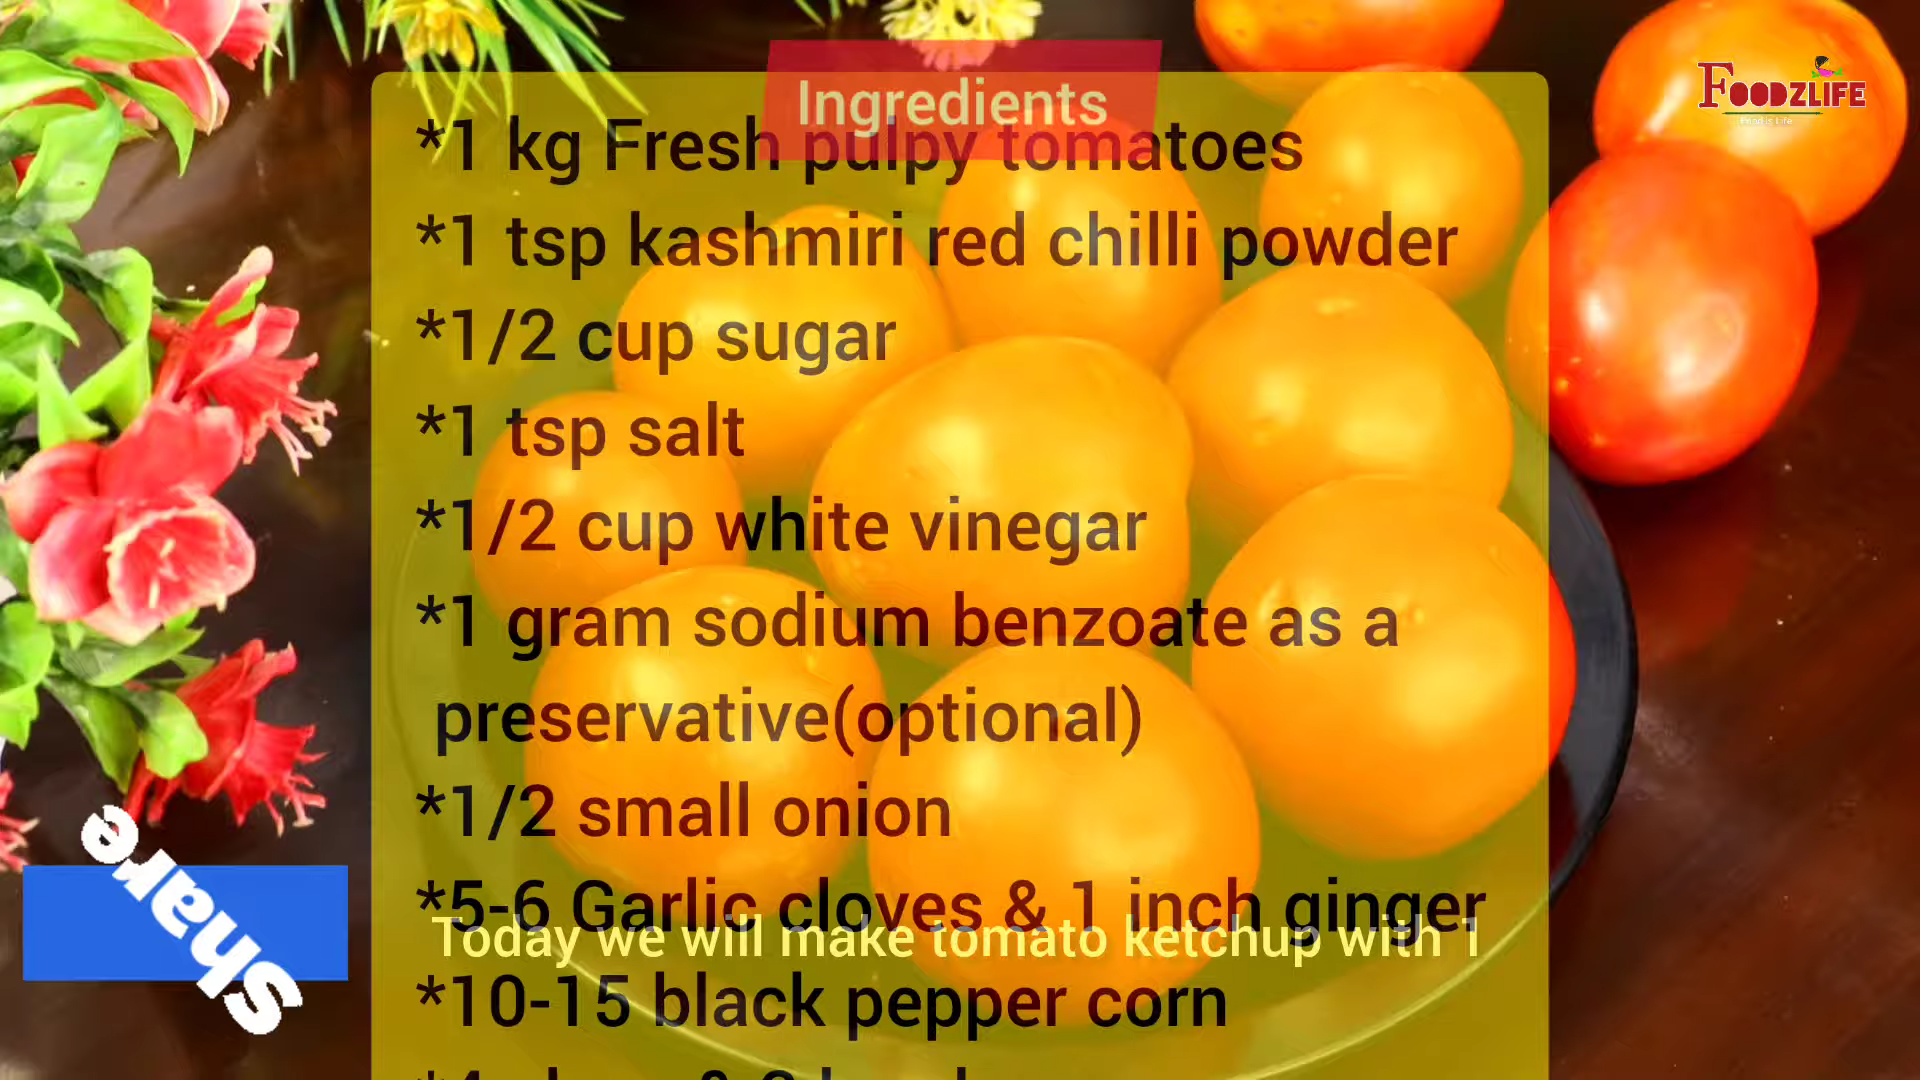 Ingredients
FOODZLIFE
Food is Life
*1 kg Fresh pulpy tomatoes
*1 tsp kashmiri red chilli powder
*1/2 cup sugar
*1 tsp salt
*1/2 cup white vinegar
*1 gram sodium benzoate as a
preservative(optional)
*1/2 small onion
*5-6 Garlic cloves & 1 inch ginger
Today we will make tomato ketchup with 1
*10-15 black pepper corn
share